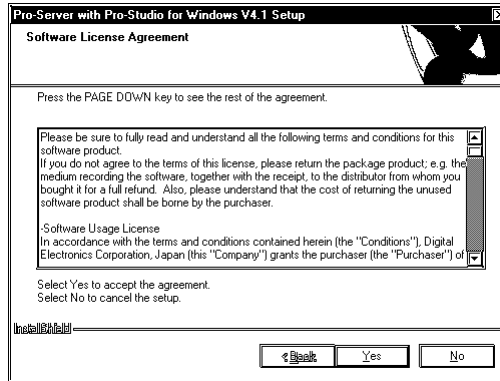 Pro-Server with Pro-Studio for Windows V4.1 Setup
Software License Agreement
Press the PAGE DOWN key to see the rest of the agreement.
Please be sure to fully read and understand all the following terms and conditions for this
software product.
If you do not agree to the terms of this license, please return the package product; e.g. the
medium recording the software, together with the receipt, to the distributor from whom you
bought it for a full refund.  Also, please understand that the cost of returning the unused
software product shall be borne by the purchaser.
-Software Usage License
In accordance with the terms and conditions contained herein (the "Conditions"), Digital
Electronics Corporation, Japan (this "Company") grants the purchaser (the "Purchaser") of
Select Yes to accept the agreement.
Select No to cancel the setup.
InstallShield
< Back
Yes
No